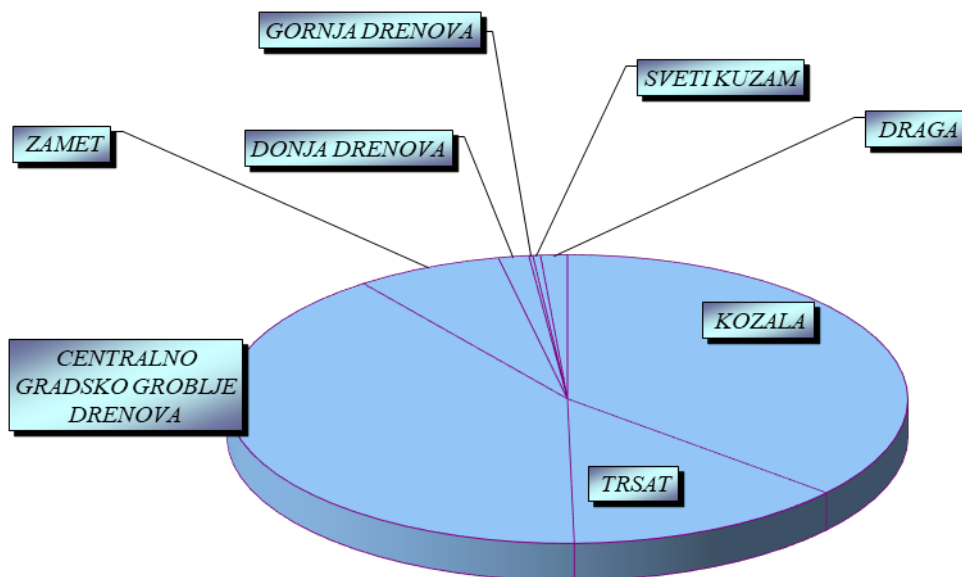 GORNJA DRENOVA
SVETI KUZAM
DRAGA
ZAMET
DONJA DRENOVA
KOZALA
CENTRALNO
GRADSKO GROBLJE
DRENOVA
TRSAT